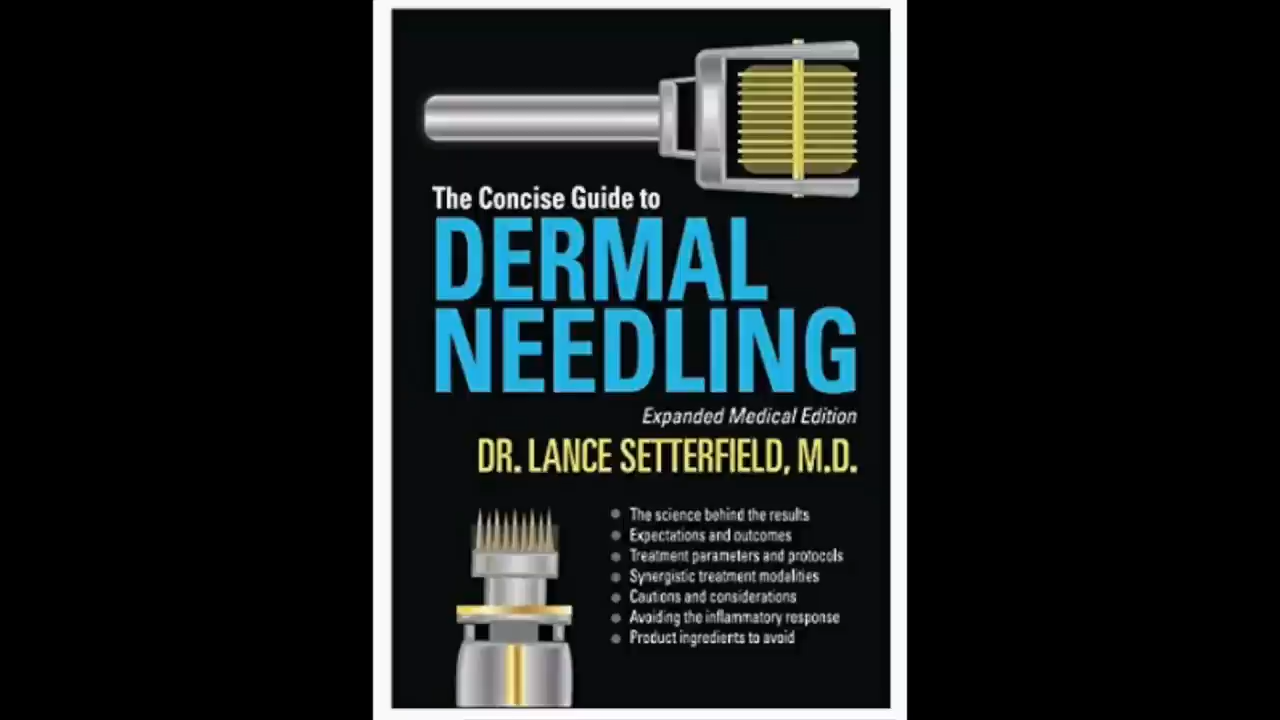 The Concise Guide to
DERMAL
NEEDLING
Expanded Medical Edition
DR. LANCE SETTERFIELD, M.D.
The science behind the results
Expectations and outcomes
Treatment parameters and protocols
Synergistic treatment modalities
Cautions and considerations
Avoiding the inflammatory response
Product ingredients to avoid